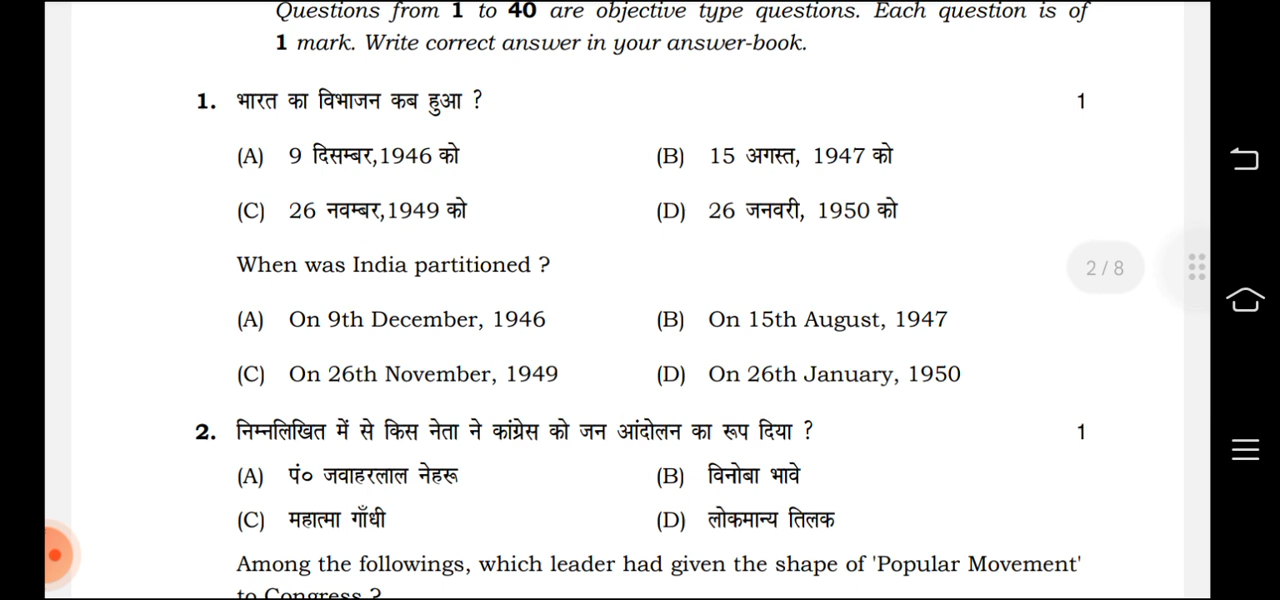 Questions from 1 to 40 are objective type questions. Each question is of
1 mark. Write correct answer in your answer-book.
1. भारत का विभाजन कब हुआ ? 1
(A) 9 दिसम्बर,1946 को (B) 15 अगस्त, 1947 को
(C) 26 नवम्बर,1949 को (D) 26 जनवरी, 1950 को
When was India partitioned ?
2 / 8
(A) On 9th December, 1946 (B) On 15th August, 1947
(C) On 26th November, 1949 (D) On 26th January, 1950
2. निम्नलिखित में से किस नेता ने कांग्रेस को जन आंदोलन का रूप दिया ? 1
(A) पं० जवाहरलाल नेहरू (B) विनोबा भावे
(C) महात्मा गाँधी (D) लोकमान्य तिलक
Among the followings, which leader had given the shape of 'Popular Movement'
to Congress ?